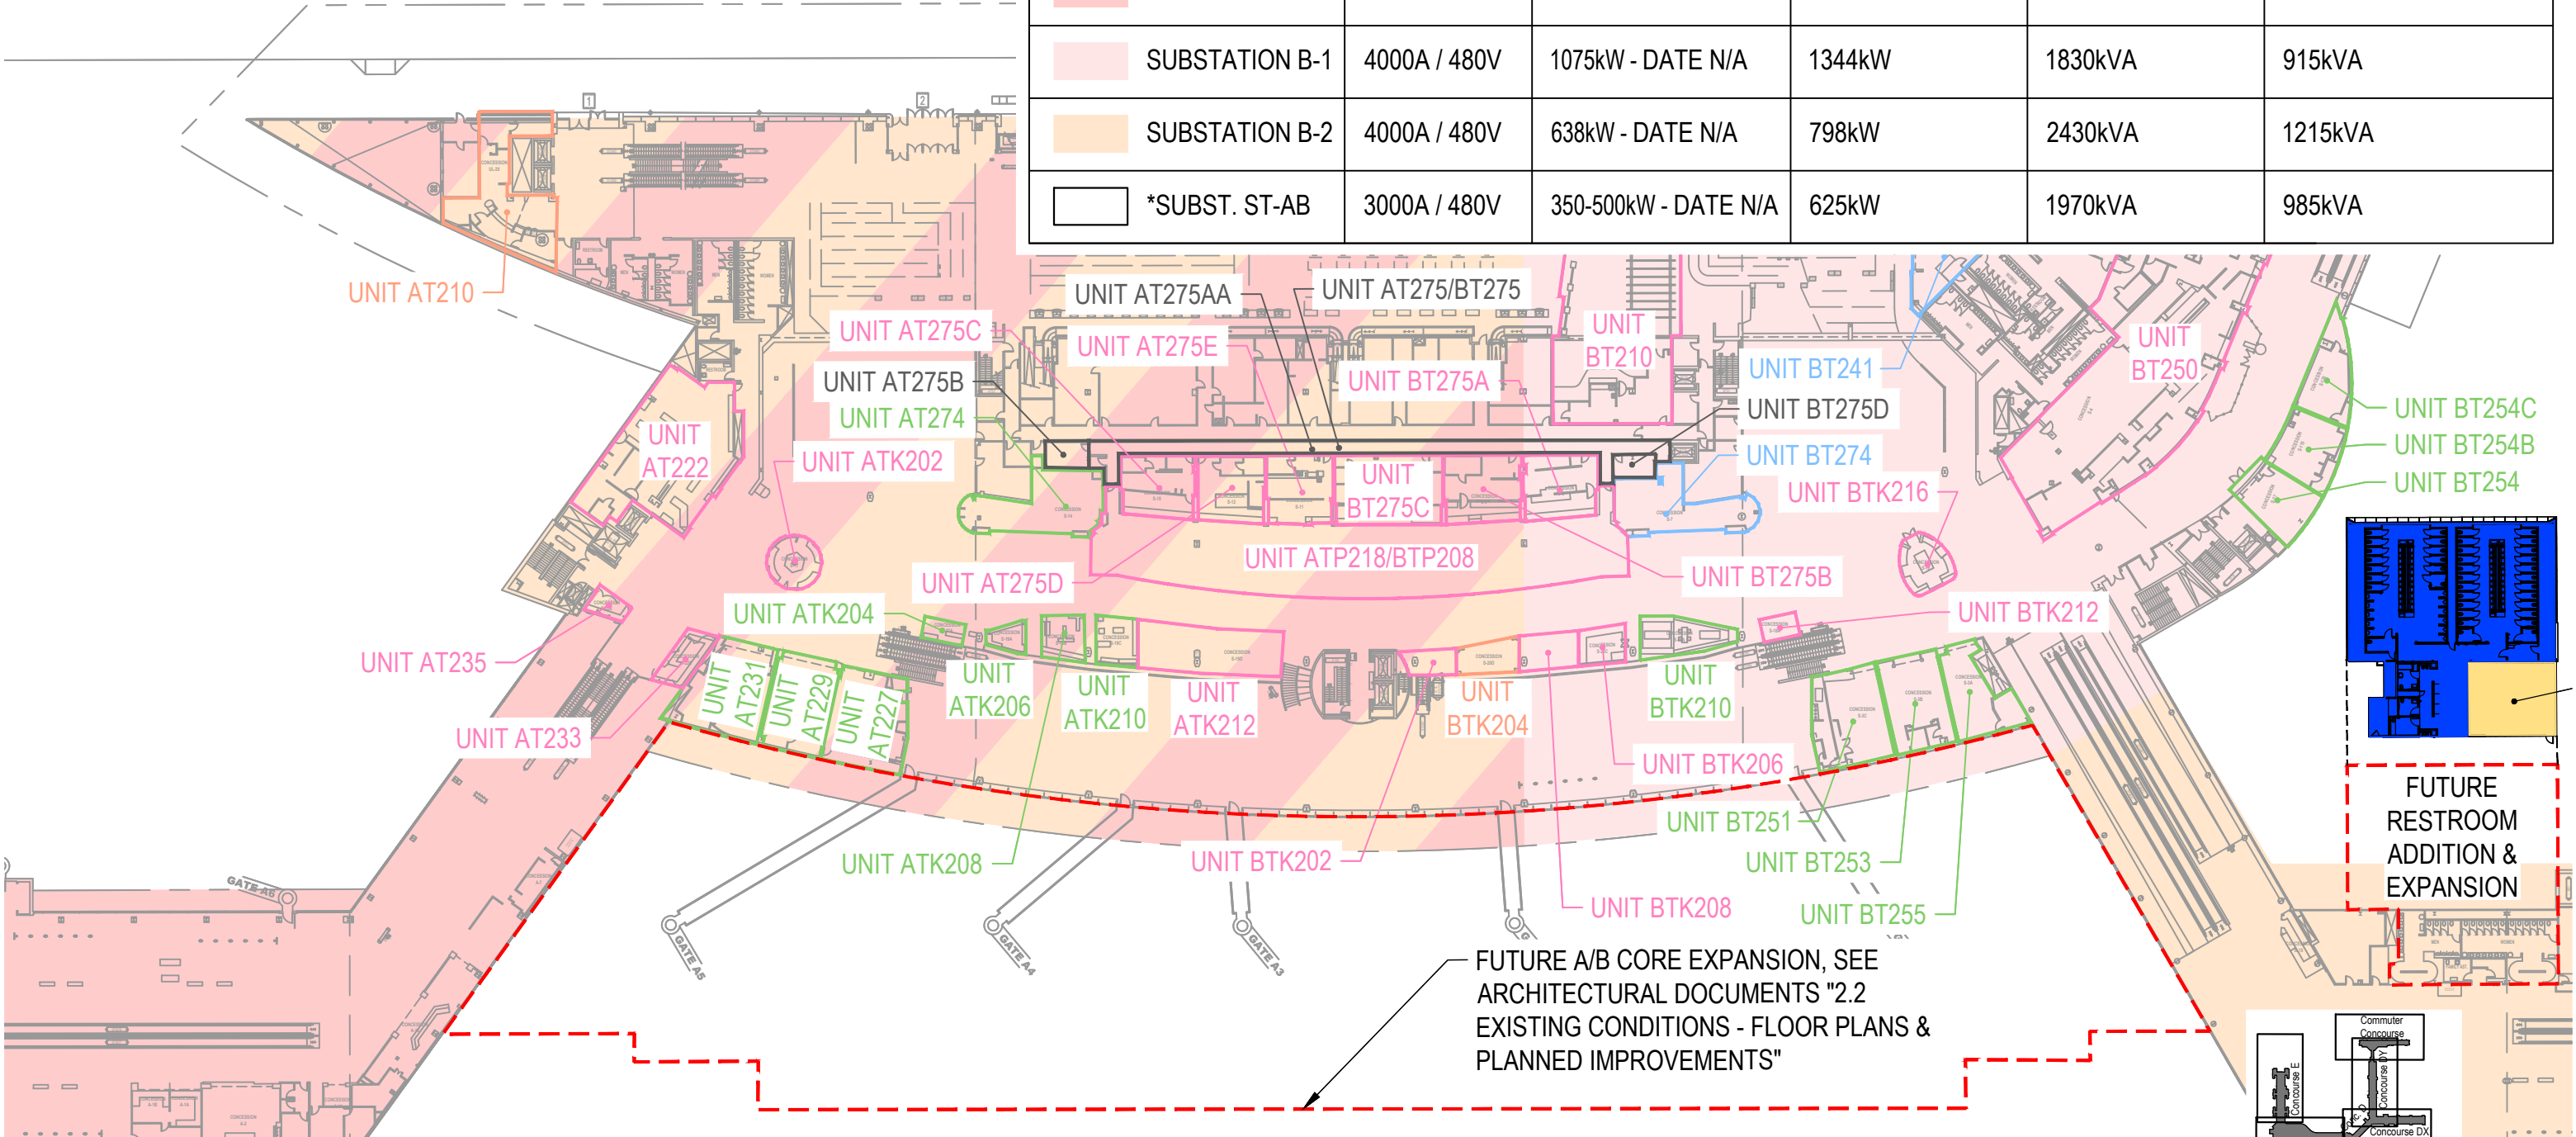 SUBSTATION B-1 4000A / 480V 1075kW - DATE N/A 1344kW 1830kVA 915kVA
SUBSTATION B-2 4000A / 480V 638kW - DATE N/A 798kW 2430kVA 1215kVA
*SUBST. ST-AB 3000A / 480V 350-500kW - DATE N/A 625kW 1970kVA 985kVA
1
2
UNIT AT210
UNIT AT275AA
UNIT AT275/BT275
UNIT AT275C
UNIT AT275E
UNIT
BT210
UNIT
BT250
UNIT AT275B
UNIT BT275A
UNIT BT241
UNIT AT274
UNIT BT275D
UNIT BT254C
UNIT
AT222
UNIT ATK202
UNIT BT274
UNIT BT254B
UNIT
BT275C
UNIT BTK216
UNIT BT254
UNIT ATP218/BTP208
UNIT AT275D
UNIT BT275B
UNIT ATK204
UNIT BTK212
UNIT AT235
UNIT
AT231
UNIT
AT229
UNIT
AT227
UNIT
ATK206
UNIT
ATK210
UNIT
ATK212
UNIT
BTK204
UNIT
BTK210
UNIT AT233
UNIT BTK206
UNIT BT251
UNIT ATK208
UNIT BTK202
UNIT BT253
UNIT BTK208
UNIT BT255
FUTURE
RESTROOM
ADDITION &
EXPANSION
GATE A6
GATE A5
GATE A4
GATE A3
FUTURE A/B CORE EXPANSION, SEE
ARCHITECTURAL DOCUMENTS "2.2
EXISTING CONDITIONS - FLOOR PLANS &
PLANNED IMPROVEMENTS"
Commuter
Concourse
Concourse E
Concourse DY
Concourse DX